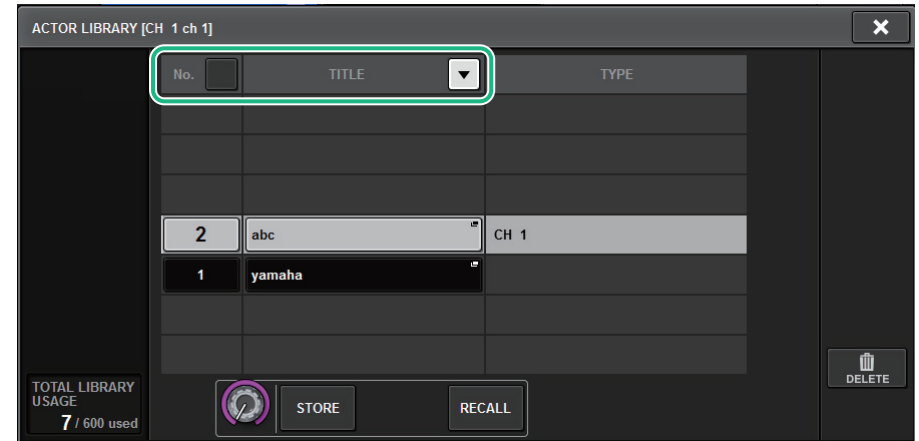 ACTOR LIBRARY [CH 1 ch 1]
No. TITLE TYPE
2 abc CH 1
1 yamaha
DELETE
TOTAL LIBRARY
USAGE
7 / 600 used
STORE RECALL